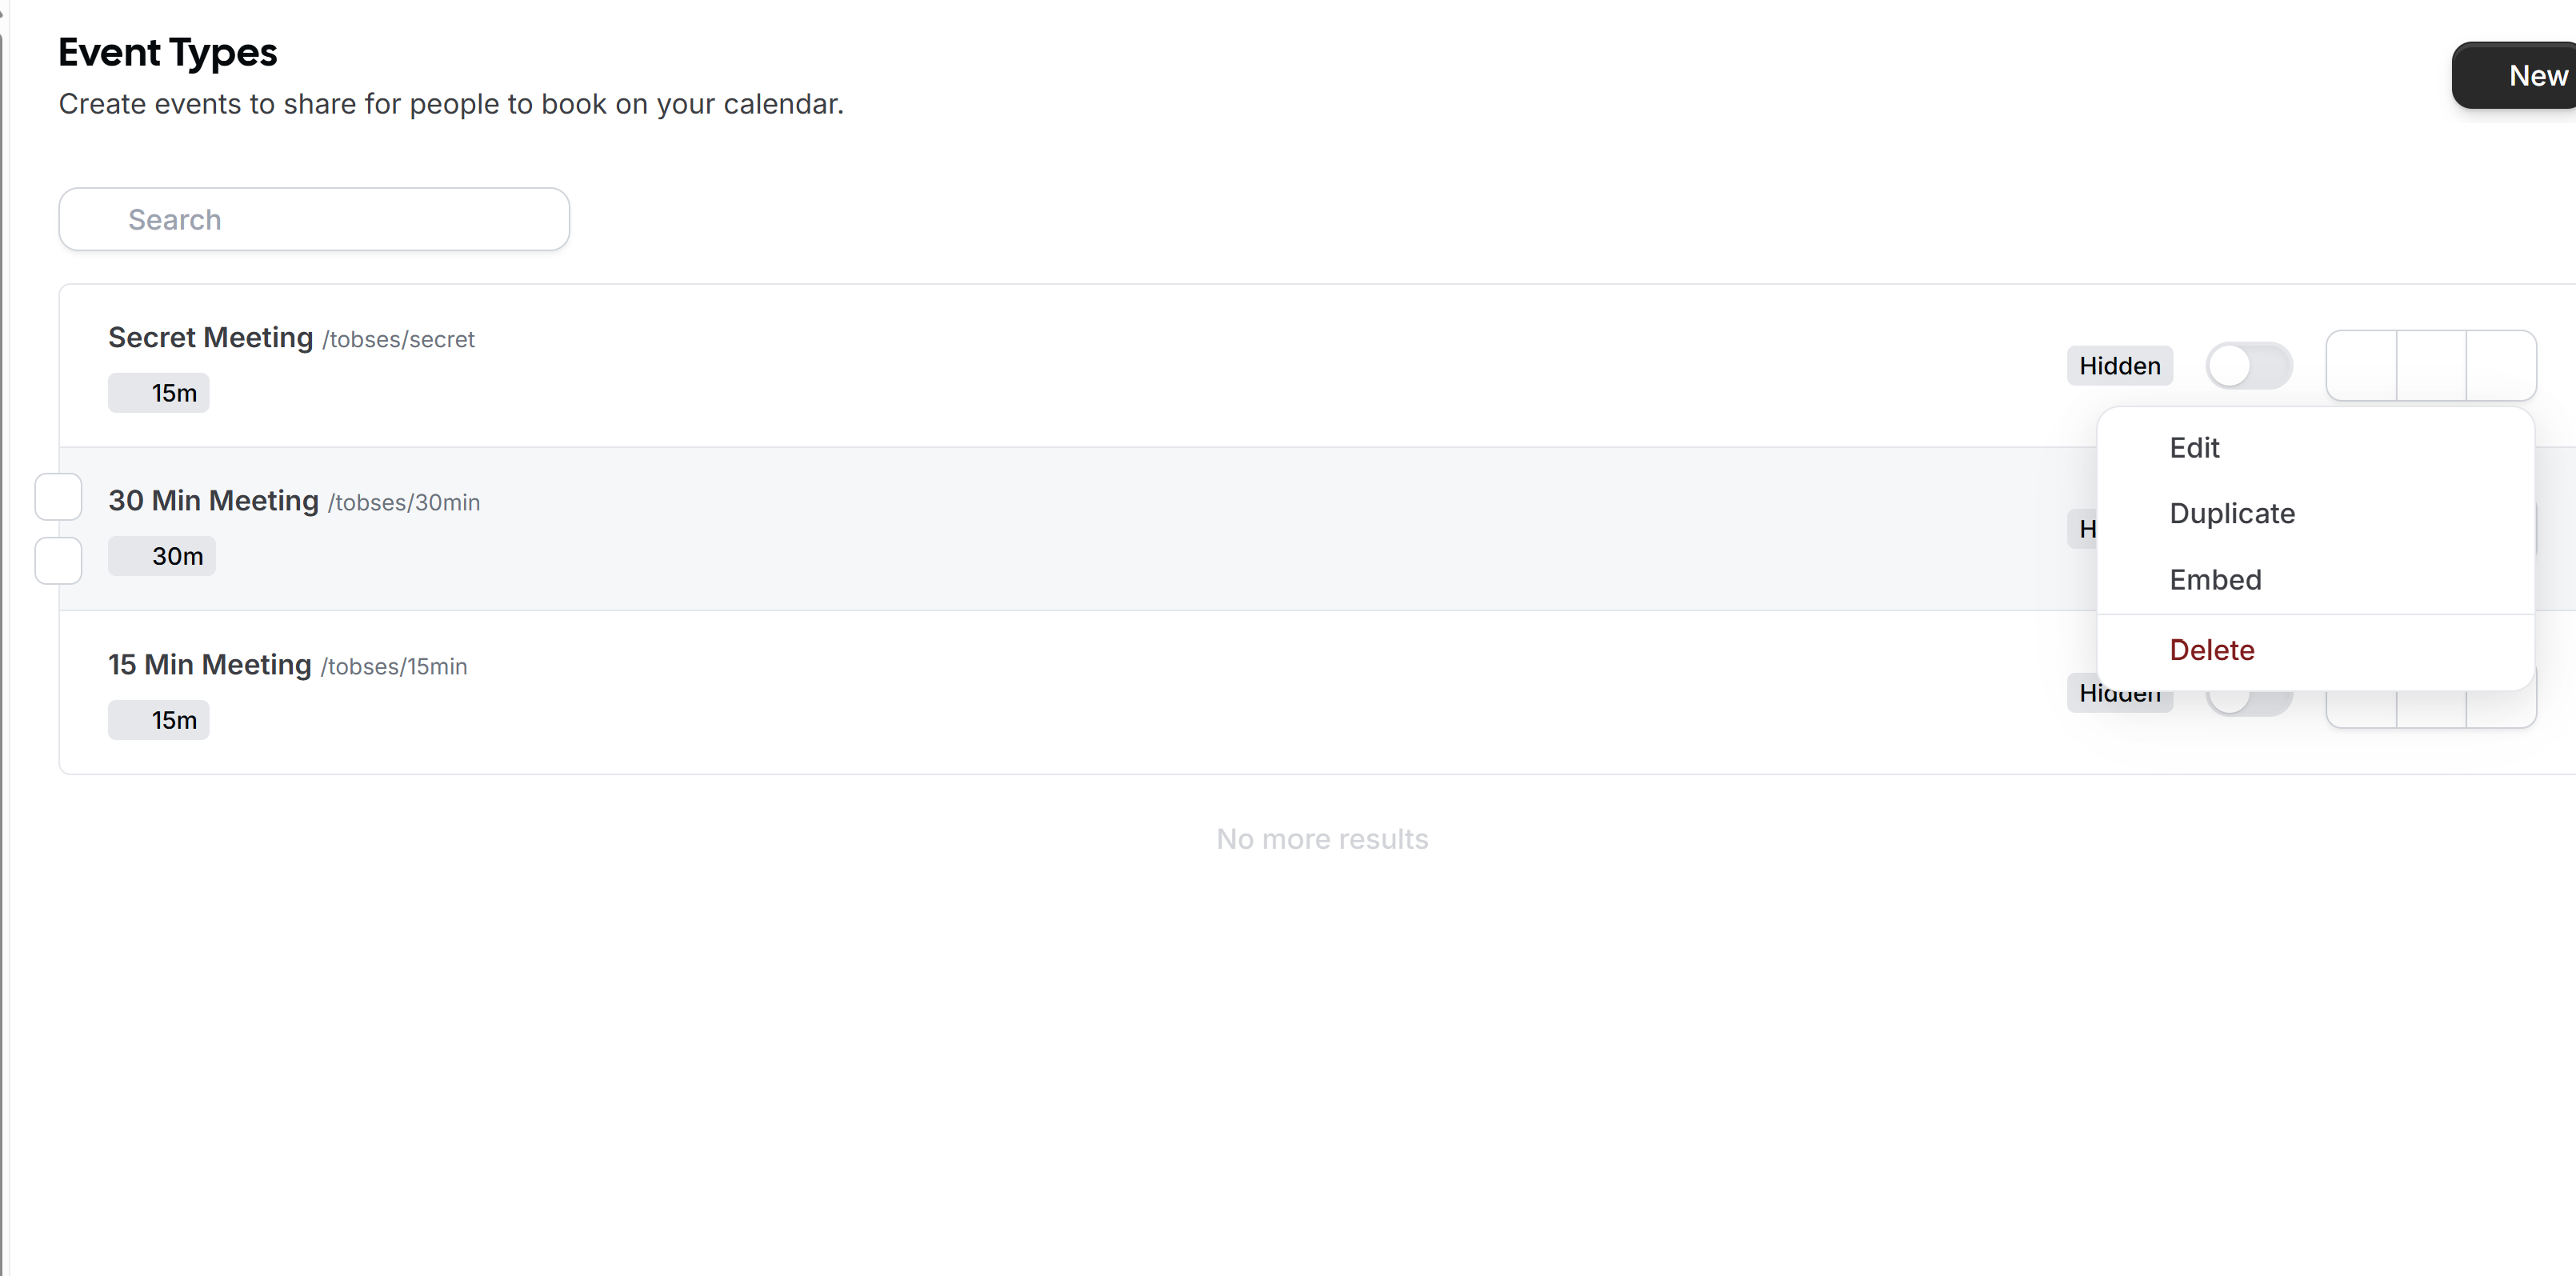 Event Types
New
Create events to share for people to book on your calendar.
Search
Secret Meeting /tobses/secret
Hidden
15m
Edit
Duplicate
Embed
Delete
30 Min Meeting /tobses/30min
H
30m
15 Min Meeting /tobses/15min
Hidden
15m
No more results